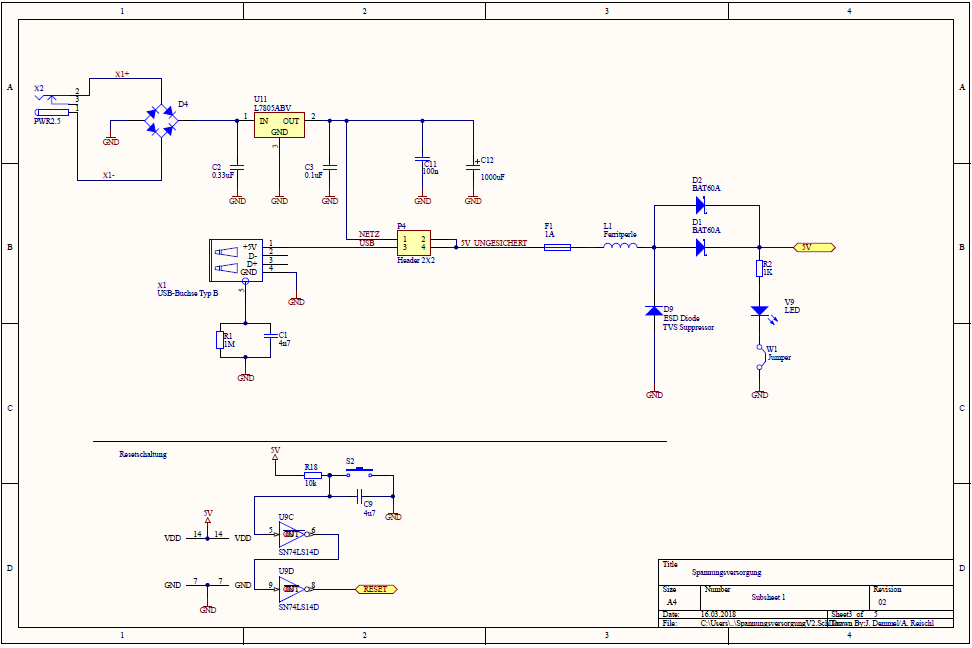 1 2 3 4
A A
X2
2
3
1
PWR2.5
X1+
D4
GND
X1-
U11
L7805ABV
1 IN OUT 2
GND
3
C2
0.33uF
C3
0.1uF
C11
100n
C12
1000uF
+
GND GND GND GND GND
D2
BAT60A
D1
BAT60A
B B
NETZ
USB
P4
1 2
3 4
Header 2X2
5V_UNGESICHERT
F1
1A
L1
Ferritperle
5V
+5V 1
D- 2
D+ 3
GND 4
5
X1
USB-Buchse Typ B
GND
R2
1K
V9
LED
D9
ESD Diode
TVS Suppressor
R1
1M
C1
4n7
W1
Jumper
GND
GND GND
C C
Resetschaltung
5V
R18
10k
S2
C9
4u7
GND
5V
VDD 14 14 VDD
U9C
5 6
SN74LS14D
D D
GND 7 7 GND
GND
U9D
9 8
SN74LS14D
RESET
Title
Spannungsversorgung
Size Number Revision
A4 Subsheet 1 02
Date: 16.03.2018 Sheet3 of 5
File: C:\Users\..\SpannungsversorgungV2.Sch Drawn By:J. Demmel/A. Reischl
1 2 3 4